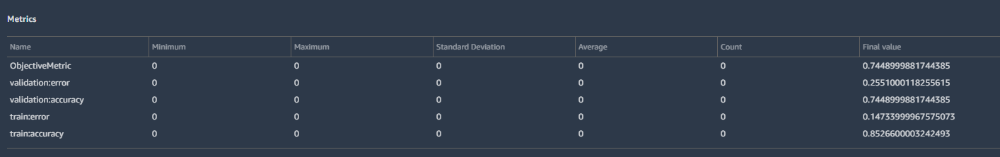 Metrics
Name Minimum Maximum Standard Deviation Average Count Final value
ObjectiveMetric 0 0 0 0 0 0.7448999881744385
validation:error 0 0 0 0 0 0.2551000118255615
validation:accuracy 0 0 0 0 0 0.7448999881744385
train:error 0 0 0 0 0 0.14733999967575073
train:accuracy 0 0 0 0 0 0.8526600003242493